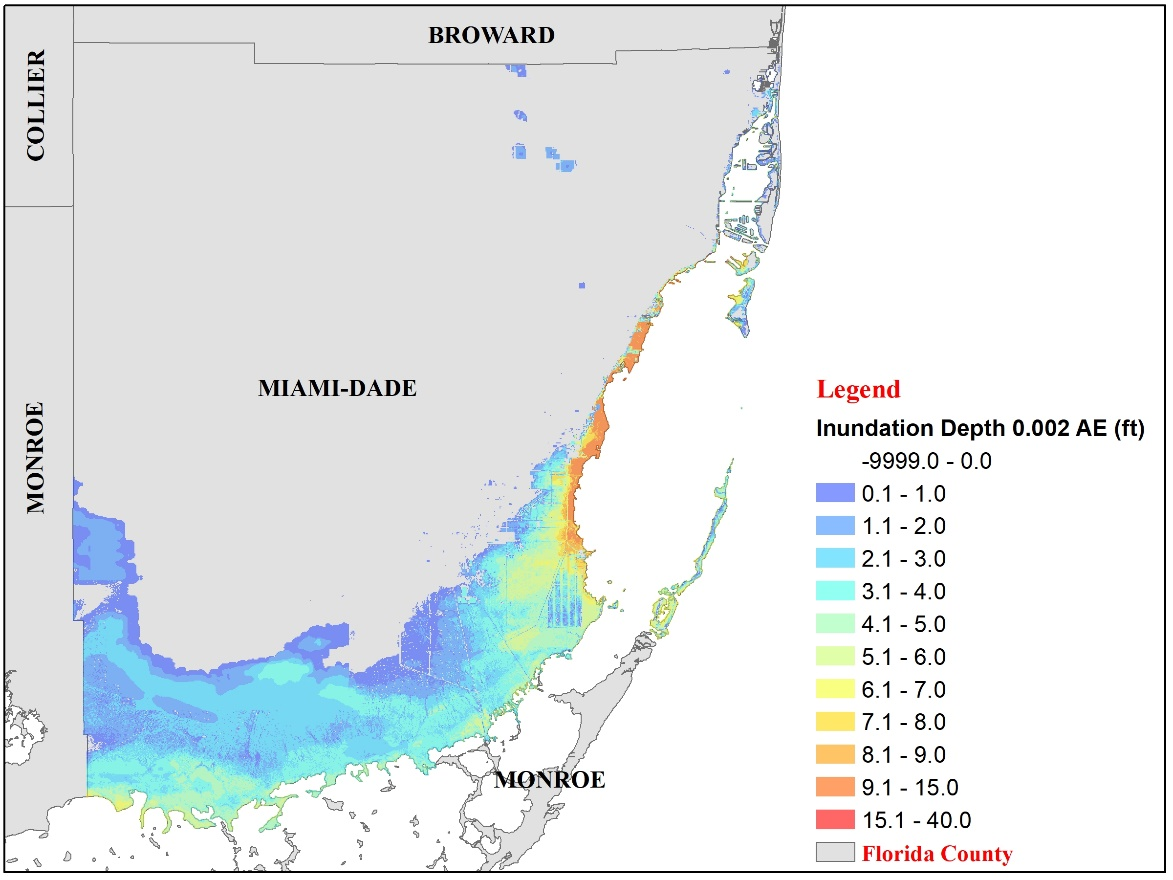 BROWARD
COLLIER
MIAMI-DADE
MONROE
MONROE
Legend
Inundation Depth 0.002 AE (ft)
-9999.0 - 0.0
0.1 - 1.0
1.1 - 2.0
2.1 - 3.0
3.1 - 4.0
4.1 - 5.0
5.1 - 6.0
6.1 - 7.0
7.1 - 8.0
8.1 - 9.0
9.1 - 15.0
15.1 - 40.0
Florida County